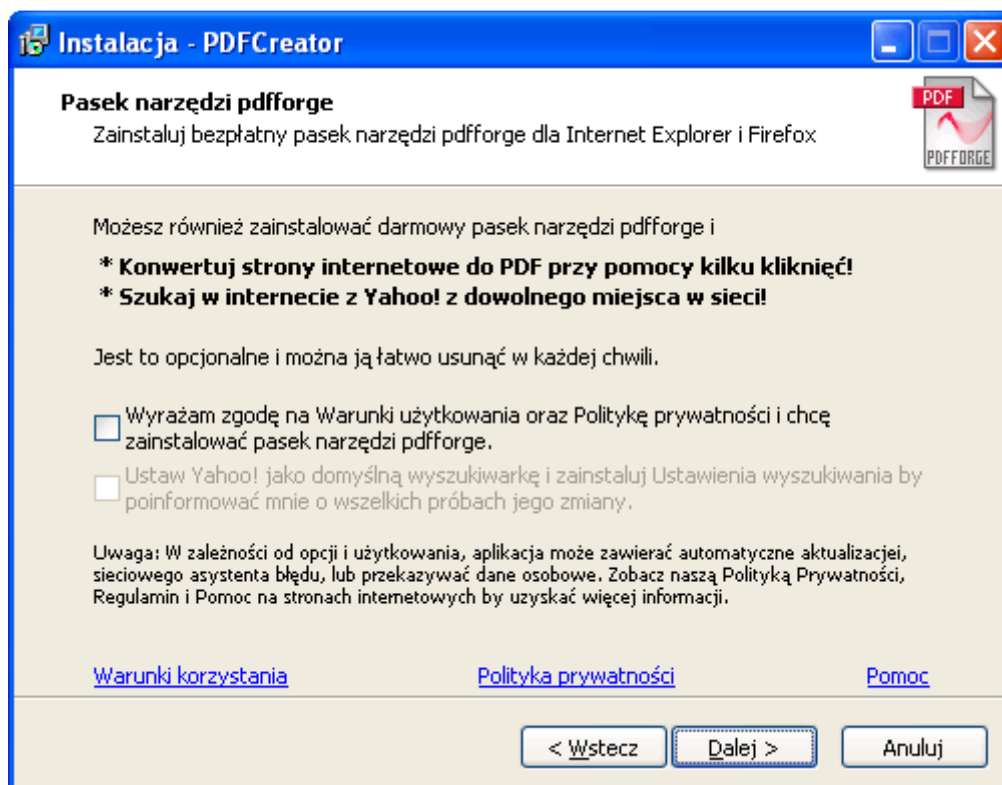 Instalacja - PDFCreator
Pasek narzędzi pdfforge
Zainstaluj bezpłatny pasek narzędzi pdfforge dla Internet Explorer i Firefox
PDF
PDFFORGE
Możesz również zainstalować darmowy pasek narzędzi pdfforge i
* Konwertuj strony internetowe do PDF przy pomocy kilku kliknięć!
* Szukaj w internecie z Yahoo! z dowolnego miejsca w sieci!
Jest to opcjonalne i można ją łatwo usunąć w każdej chwili.
Wyrażam zgodę na Warunki użytkowania oraz Politykę prywatności i chcę
zainstalować pasek narzędzi pdfforge.
Ustaw Yahoo! jako domyślną wyszukiwarkę i zainstaluj Ustawienia wyszukiwania by
poinformować mnie o wszelkich próbach jego zmiany.
Uwaga: W zależności od opcji i użytkowania, aplikacja może zawierać automatyczne aktualizacjei,
sieciowego asystenta błędu, lub przekazywać dane osobowe. Zobacz naszą Polityką Prywatności,
Regulamin i Pomoc na stronach internetowych by uzyskać więcej informacji.
Warunki korzystania Polityka prywatności Pomoc
< Wstecz Dalej > Anuluj